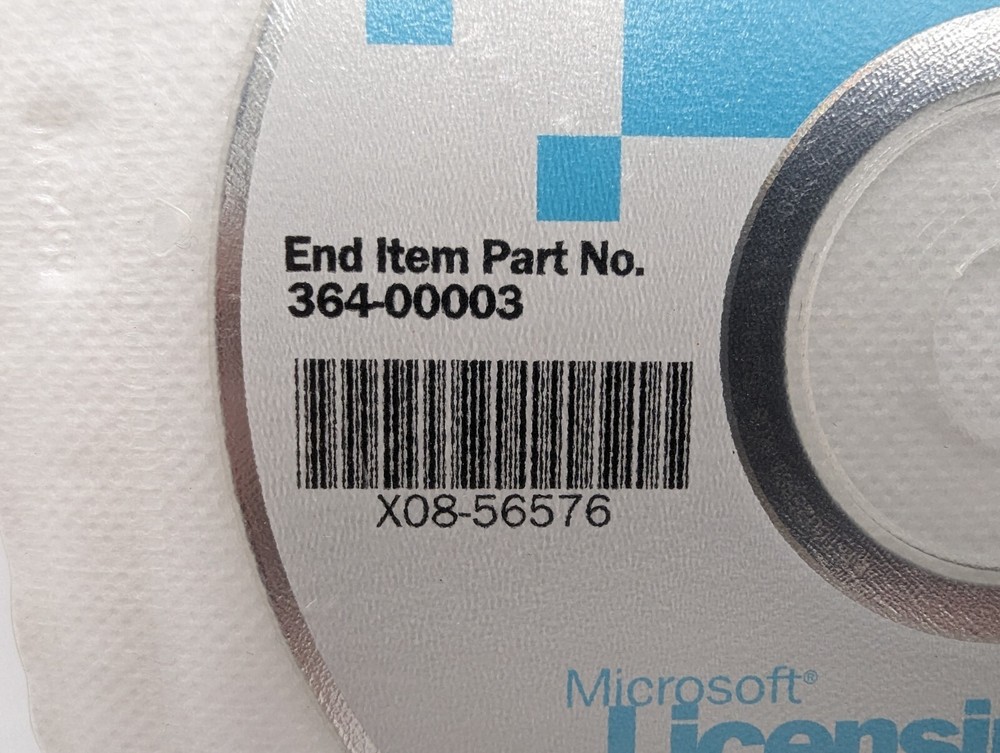 End Item Part No.
364-00003
X08-56576
Microsoft®